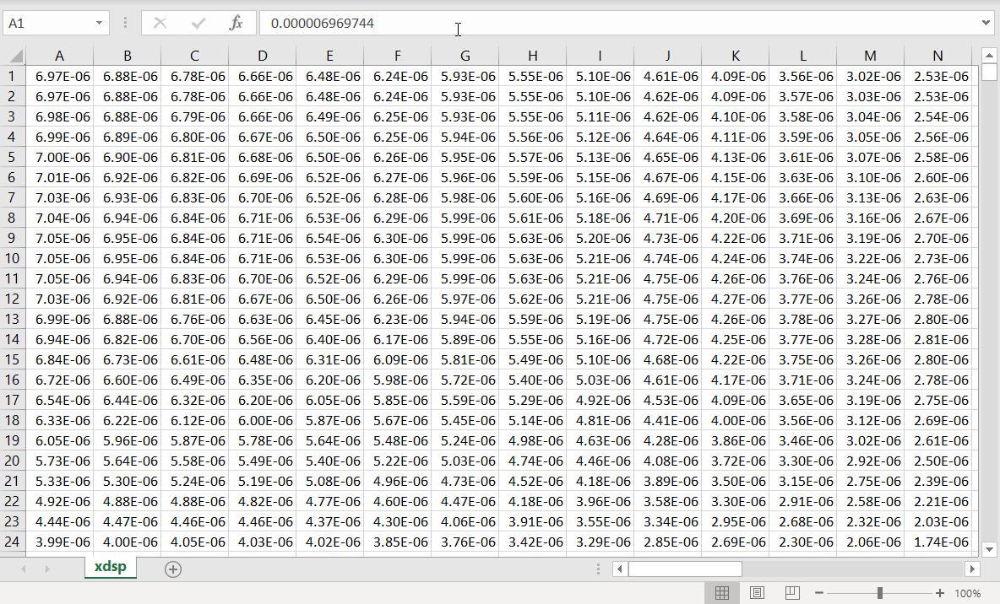 A1 fx 0.000006969744
A B C D E F G H I J K L M N
1 6.97E-06 6.88E-06 6.78E-06 6.66E-06 6.48E-06 6.24E-06 5.93E-06 5.55E-06 5.10E-06 4.61E-06 4.09E-06 3.56E-06 3.02E-06 2.53E-06
2 6.97E-06 6.88E-06 6.78E-06 6.66E-06 6.48E-06 6.24E-06 5.93E-06 5.55E-06 5.10E-06 4.62E-06 4.09E-06 3.57E-06 3.03E-06 2.53E-06
3 6.98E-06 6.88E-06 6.79E-06 6.66E-06 6.49E-06 6.25E-06 5.93E-06 5.55E-06 5.11E-06 4.62E-06 4.10E-06 3.58E-06 3.04E-06 2.54E-06
4 6.99E-06 6.89E-06 6.80E-06 6.67E-06 6.50E-06 6.25E-06 5.94E-06 5.56E-06 5.12E-06 4.64E-06 4.11E-06 3.59E-06 3.05E-06 2.56E-06
5 7.00E-06 6.90E-06 6.81E-06 6.68E-06 6.50E-06 6.26E-06 5.95E-06 5.57E-06 5.13E-06 4.65E-06 4.13E-06 3.61E-06 3.07E-06 2.58E-06
6 7.01E-06 6.92E-06 6.82E-06 6.69E-06 6.52E-06 6.27E-06 5.96E-06 5.59E-06 5.15E-06 4.67E-06 4.15E-06 3.63E-06 3.10E-06 2.60E-06
7 7.03E-06 6.93E-06 6.83E-06 6.70E-06 6.52E-06 6.28E-06 5.98E-06 5.60E-06 5.16E-06 4.69E-06 4.17E-06 3.66E-06 3.13E-06 2.63E-06
8 7.04E-06 6.94E-06 6.84E-06 6.71E-06 6.53E-06 6.29E-06 5.99E-06 5.61E-06 5.18E-06 4.71E-06 4.20E-06 3.69E-06 3.16E-06 2.67E-06
9 7.05E-06 6.95E-06 6.84E-06 6.71E-06 6.54E-06 6.30E-06 5.99E-06 5.63E-06 5.20E-06 4.73E-06 4.22E-06 3.71E-06 3.19E-06 2.70E-06
10 7.05E-06 6.95E-06 6.84E-06 6.71E-06 6.53E-06 6.30E-06 5.99E-06 5.63E-06 5.21E-06 4.74E-06 4.24E-06 3.74E-06 3.22E-06 2.73E-06
11 7.05E-06 6.94E-06 6.83E-06 6.70E-06 6.52E-06 6.29E-06 5.99E-06 5.63E-06 5.21E-06 4.75E-06 4.26E-06 3.76E-06 3.24E-06 2.76E-06
12 7.03E-06 6.92E-06 6.81E-06 6.67E-06 6.50E-06 6.26E-06 5.97E-06 5.62E-06 5.21E-06 4.75E-06 4.27E-06 3.77E-06 3.26E-06 2.78E-06
13 6.99E-06 6.88E-06 6.76E-06 6.63E-06 6.45E-06 6.23E-06 5.94E-06 5.59E-06 5.19E-06 4.75E-06 4.26E-06 3.78E-06 3.27E-06 2.80E-06
14 6.94E-06 6.82E-06 6.70E-06 6.56E-06 6.40E-06 6.17E-06 5.89E-06 5.55E-06 5.16E-06 4.72E-06 4.25E-06 3.77E-06 3.28E-06 2.81E-06
15 6.84E-06 6.73E-06 6.61E-06 6.48E-06 6.31E-06 6.09E-06 5.81E-06 5.49E-06 5.10E-06 4.68E-06 4.22E-06 3.75E-06 3.26E-06 2.80E-06
16 6.72E-06 6.60E-06 6.49E-06 6.35E-06 6.20E-06 5.98E-06 5.72E-06 5.40E-06 5.03E-06 4.61E-06 4.17E-06 3.71E-06 3.24E-06 2.78E-06
17 6.54E-06 6.44E-06 6.32E-06 6.20E-06 6.05E-06 5.85E-06 5.59E-06 5.29E-06 4.92E-06 4.53E-06 4.09E-06 3.65E-06 3.19E-06 2.75E-06
18 6.33E-06 6.22E-06 6.12E-06 6.00E-06 5.87E-06 5.67E-06 5.45E-06 5.14E-06 4.81E-06 4.41E-06 4.00E-06 3.56E-06 3.12E-06 2.69E-06
19 6.05E-06 5.96E-06 5.87E-06 5.78E-06 5.64E-06 5.48E-06 5.24E-06 4.98E-06 4.63E-06 4.28E-06 3.86E-06 3.46E-06 3.02E-06 2.61E-06
20 5.73E-06 5.64E-06 5.58E-06 5.49E-06 5.40E-06 5.22E-06 5.03E-06 4.74E-06 4.46E-06 4.08E-06 3.72E-06 3.30E-06 2.92E-06 2.50E-06
21 5.33E-06 5.30E-06 5.24E-06 5.19E-06 5.08E-06 4.96E-06 4.73E-06 4.52E-06 4.18E-06 3.89E-06 3.50E-06 3.15E-06 2.75E-06 2.39E-06
22 4.92E-06 4.88E-06 4.88E-06 4.82E-06 4.77E-06 4.60E-06 4.47E-06 4.18E-06 3.96E-06 3.58E-06 3.30E-06 2.91E-06 2.58E-06 2.21E-06
23 4.44E-06 4.47E-06 4.46E-06 4.46E-06 4.37E-06 4.30E-06 4.06E-06 3.91E-06 3.55E-06 3.34E-06 2.95E-06 2.68E-06 2.32E-06 2.03E-06
24 3.99E-06 4.00E-06 4.05E-06 4.03E-06 4.02E-06 3.85E-06 3.76E-06 3.42E-06 3.29E-06 2.85E-06 2.69E-06 2.30E-06 2.06E-06 1.74E-06
xdsp
100%